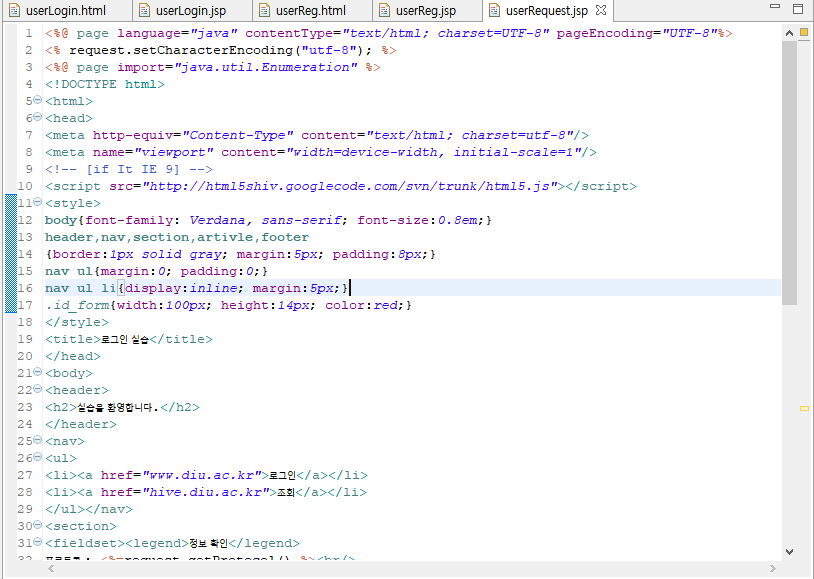 userLogin.html userLogin.jsp userReg.html userReg.jsp userRequest.jsp
1 <%@ page language="java" contentType="text/html; charset=UTF-8" pageEncoding="UTF-8"%>
2 <% request.setCharacterEncoding("utf-8"); %>
3 <%@ page import="java.util.Enumeration" %>
4 <!DOCTYPE html>
5 <html>
6 <head>
7 <meta http-equiv="Content-Type" content="text/html; charset=utf-8"/>
8 <meta name="viewport" content="width=device-width, initial-scale=1"/>
9 <!-- [if It IE 9] -->
10 <script src="http://html5shiv.googlecode.com/svn/trunk/html5.js"></script>
11 <style>
12 body{font-family: Verdana, sans-serif; font-size:0.8em;}
13 header,nav,section,artivle,footer
14 {border:1px solid gray; margin:5px; padding:8px;}
15 nav ul{margin:0; padding:0;}
16 nav ul li{display:inline; margin:5px;}
17 .id_form{width:100px; height:14px; color:red;}
18 </style>
19 <title>로그인 실습</title>
20 </head>
21 <body>
22 <header>
23 <h2>실습을 환영합니다.</h2>
24 </header>
25 <nav>
26 <ul>
27 <li><a href="www.diu.ac.kr">로그인</a></li>
28 <li><a href="hive.diu.ac.kr">조회</a></li>
29 </ul></nav>
30 <section>
31 <fieldset><legend>정보 확인</legend>
32 프로토콜 : <%=request.getProtocol() %><br/>